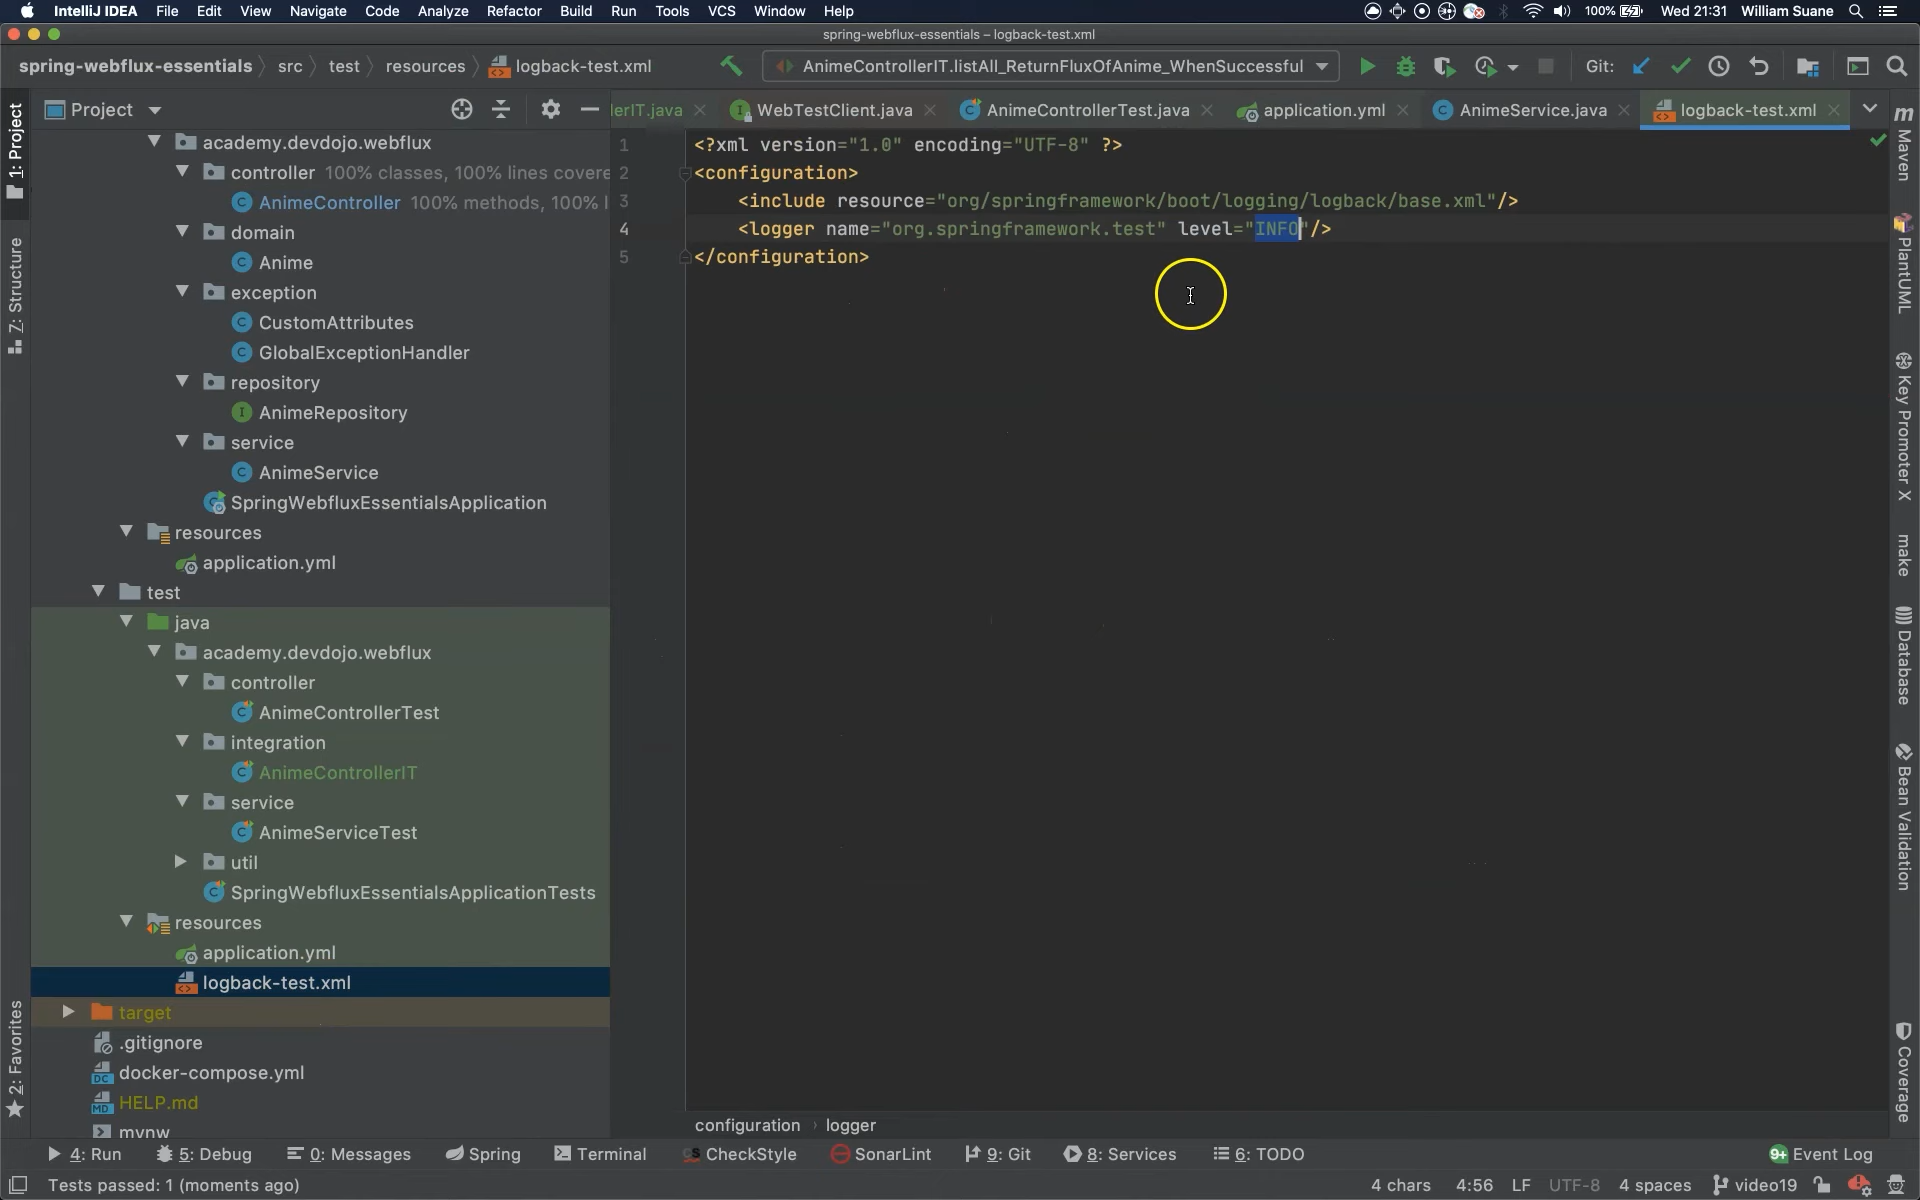 IntelliJ IDEA File Edit View Navigate Code Analyze Refactor Build Run Tools VCS Window Help 100% Wed 21:31 William Suane
spring-webflux-essentials – logback-test.xml
spring-webflux-essentials src test resources logback-test.xml AnimeControllerIT.listAll_ReturnFluxOfAnime_WhenSuccessful Git:
Project lerIT.java WebTestClient.java AnimeControllerTest.java application.yml AnimeService.java logback-test.xml
1 <?xml version="1.0" encoding="UTF-8" ?>
2 <configuration>
3 <include resource="org/springframework/boot/logging/logback/base.xml"/>
4 <logger name="org.springframework.test" level="INFO"/>
5 </configuration>
academy.devdojo.webflux
controller 100% classes, 100% lines covere
AnimeController 100% methods, 100% l
domain
Anime
exception
CustomAttributes
GlobalExceptionHandler
repository
AnimeRepository
service
AnimeService
SpringWebfluxEssentialsApplication
resources
application.yml
test
java
academy.devdojo.webflux
controller
AnimeControllerTest
integration
AnimeControllerIT
service
AnimeServiceTest
util
SpringWebfluxEssentialsApplicationTests
resources
application.yml
logback-test.xml
target
.gitignore
docker-compose.yml
HELP.md
mvnw
1: Project
7: Structure
2: Favorites
m Maven
PlantUML
Key Promoter X
make
Database
Bean Validation
Coverage
configuration logger
4: Run 5: Debug 0: Messages Spring Terminal CheckStyle SonarLint 9: Git 8: Services 6: TODO 9+ Event Log
Tests passed: 1 (moments ago) 4 chars 4:56 LF UTF-8 4 spaces video19